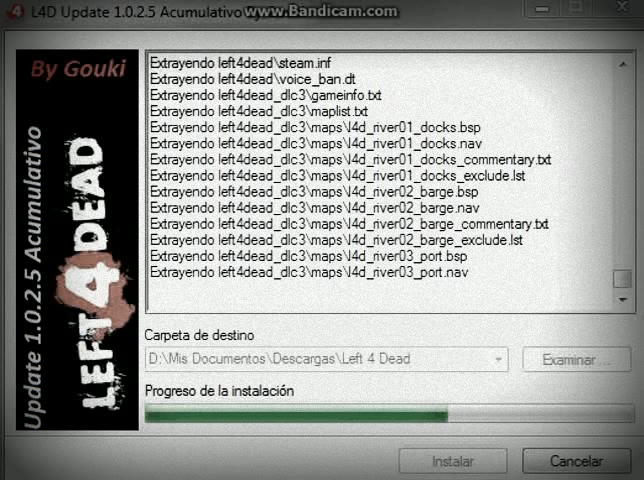 L4D Update 1.0.2.5 Acumulativo
www.Bandicam.com
By Gouki
Update 1.0.2.5 Acumulativo
LEFT 4 DEAD
Extrayendo left4dead\steam.inf
Extrayendo left4dead\voice_ban.dt
Extrayendo left4dead_dlc3\gameinfo.txt
Extrayendo left4dead_dlc3\maplist.txt
Extrayendo left4dead_dlc3\maps\l4d_river01_docks.bsp
Extrayendo left4dead_dlc3\maps\l4d_river01_docks.nav
Extrayendo left4dead_dlc3\maps\l4d_river01_docks_commentary.txt
Extrayendo left4dead_dlc3\maps\l4d_river01_docks_exclude.lst
Extrayendo left4dead_dlc3\maps\l4d_river02_barge.bsp
Extrayendo left4dead_dlc3\maps\l4d_river02_barge.nav
Extrayendo left4dead_dlc3\maps\l4d_river02_barge_commentary.txt
Extrayendo left4dead_dlc3\maps\l4d_river02_barge_exclude.lst
Extrayendo left4dead_dlc3\maps\l4d_river03_port.bsp
Extrayendo left4dead_dlc3\maps\l4d_river03_port.nav
Carpeta de destino
D:\Mis Documentos\Descargas\Left 4 Dead
Examinar ...
Progreso de la instalación
Instalar
Cancelar